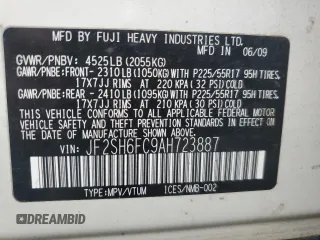 MFD BY FUJI HEAVY INDUSTRIES LTD.
MFD IN 06/09
GVWR/PNBV: 4525LB (2055KG)
GAWR/PNBE: FRONT- 2310LB (1050KG) WITH P225/55R17 95H TIRES
17X7JJ RIMS AT 220 KPA (32 PSI) COLD
GAWR/PNBE: REAR - 2410LB (1095KG) WITH P225/55R17 95H TIRES
17X7JJ RIMS AT 210 KPA (30 PSI) COLD
THIS VEHICLE CONFORMS TO ALL APPLICABLE FEDERAL
MOTOR VEHICLE SAFETY STANDARDS IN EFFECT ON THE
DATE OF MANUFACTURE SHOWN ABOVE.
VIN: JF2SH6FC9AH723887
TYPE:MPV/VTUM ICES/NMB-002
© AutoBidMaster